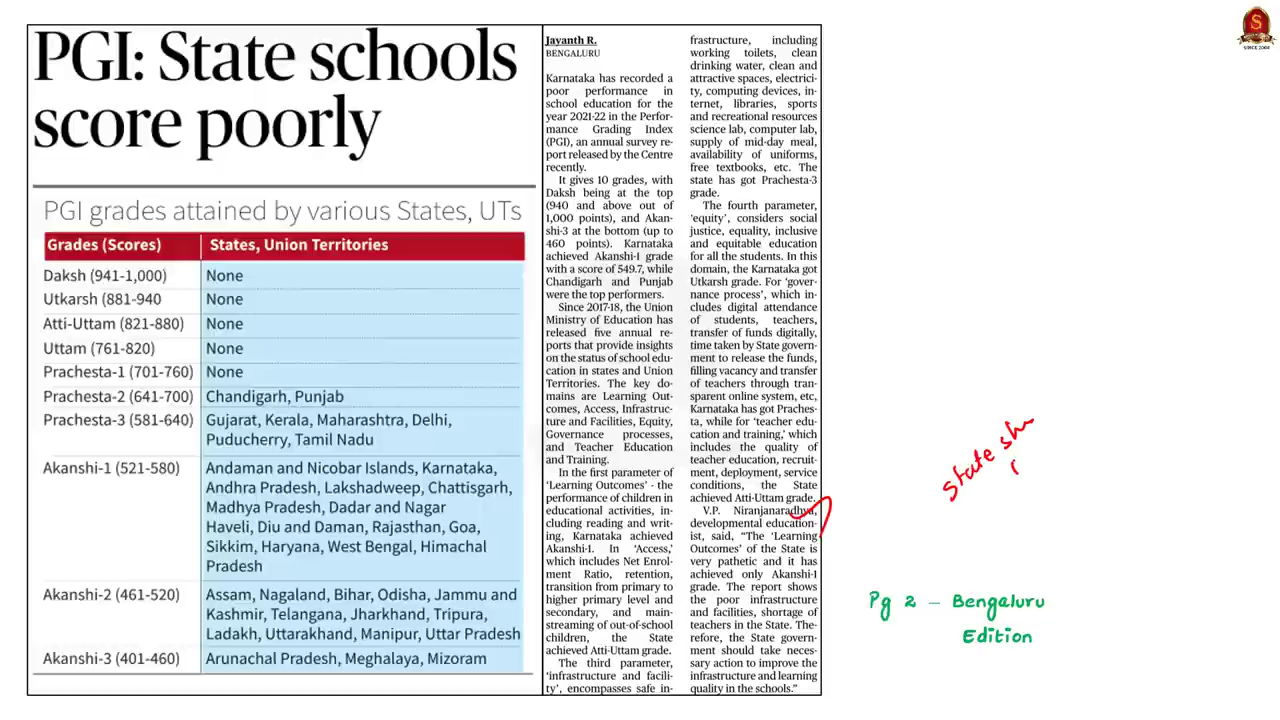 PGI: State schools
score poorly
PGI grades attained by various States, UTs
Grades (Scores) States, Union Territories
Daksh (941-1,000) None
Utkarsh (881-940 None
Atti-Uttam (821-880) None
Uttam (761-820) None
Prachesta-1 (701-760) None
Prachesta-2 (641-700) Chandigarh, Punjab
Prachesta-3 (581-640) Gujarat, Kerala, Maharashtra, Delhi,
Puducherry, Tamil Nadu
Akanshi-1 (521-580) Andaman and Nicobar Islands, Karnataka,
Andhra Pradesh, Lakshadweep, Chattisgarh,
Madhya Pradesh, Dadar and Nagar
Haveli, Diu and Daman, Rajasthan, Goa,
Sikkim, Haryana, West Bengal, Himachal
Pradesh
Akanshi-2 (461-520) Assam, Nagaland, Bihar, Odisha, Jammu and
Kashmir, Telangana, Jharkhand, Tripura,
Ladakh, Uttarakhand, Manipur, Uttar Pradesh
Akanshi-3 (401-460) Arunachal Pradesh, Meghalaya, Mizoram
Jayanth R.
BENGALURU
Karnataka has recorded a
poor performance in
school education for the
year 2021-22 in the Perfor-
mance Grading Index
(PGI), an annual survey re-
port released by the Centre
recently.
It gives 10 grades, with
Daksh being at the top
(940 and above out of
1,000 points), and Akan-
shi-3 at the bottom (up to
460 points). Karnataka
achieved Akanshi-1 grade
with a score of 549.7, while
Chandigarh and Punjab
were the top performers.
Since 2017-18, the Union
Ministry of Education has
released five annual re-
ports that provide insights
on the status of school edu-
cation in states and Union
Territories. The key do-
mains are Learning Out-
comes, Access, Infrastruc-
ture and Facilities, Equity,
Governance processes,
and Teacher Education
and Training.
In the first parameter of
‘Learning Outcomes’ - the
performance of children in
educational activities, in-
cluding reading and writ-
ing, Karnataka achieved
Akanshi-1. In ‘Access,’
which includes Net Enrol-
ment Ratio, retention,
transition from primary to
higher primary level and
secondary, and main-
streaming of out-of-school
children, the State
achieved Atti-Uttam grade.
The third parameter,
‘infrastructure and facili-
ty’, encompasses safe in-
frastructure, including
working toilets, clean
drinking water, clean and
attractive spaces, electrici-
ty, computing devices, in-
ternet, libraries, sports
and recreational resources
science lab, computer lab,
supply of mid-day meal,
availability of uniforms,
free textbooks, etc. The
state has got Prachesta-3
grade.
The fourth parameter,
‘equity’, considers social
justice, equality, inclusive
and equitable education
for all the students. In this
domain, the Karnataka got
Utkarsh grade. For ‘gover-
nance process’, which in-
cludes digital attendance
of students, teachers,
transfer of funds digitally,
time taken by State govern-
ment to release the funds,
filling vacancy and transfer
of teachers through tran-
sparent online system, etc,
Karnataka has got Praches-
ta, while for ‘teacher edu-
cation and training,’ which
includes the quality of
teacher education, recruit-
ment, deployment, service
conditions, the State
achieved Atti-Uttam grade.
V.P. Niranjanaradhya,
developmental education-
ist, said, “The ‘Learning
Outcomes’ of the State is
very pathetic and it has
achieved only Akanshi-1
grade. The report shows
the poor infrastructure
and facilities, shortage of
teachers in the State. The-
refore, the State govern-
ment should take neces-
sary action to improve the
infrastructure and learning
quality in the schools.”
State
Pg 2 – Bengaluru
Edition
S
SINCE 2004